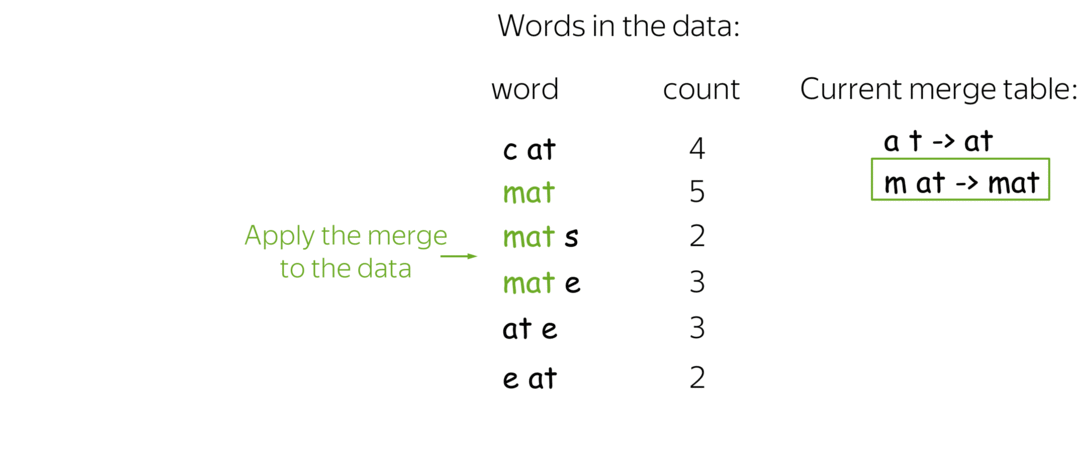 Words in the data:
word count Current merge table:
c at 4 a t -> at
mat 5 m at -> mat
Apply the merge mat s 2
to the data mat e 3
at e 3
e at 2